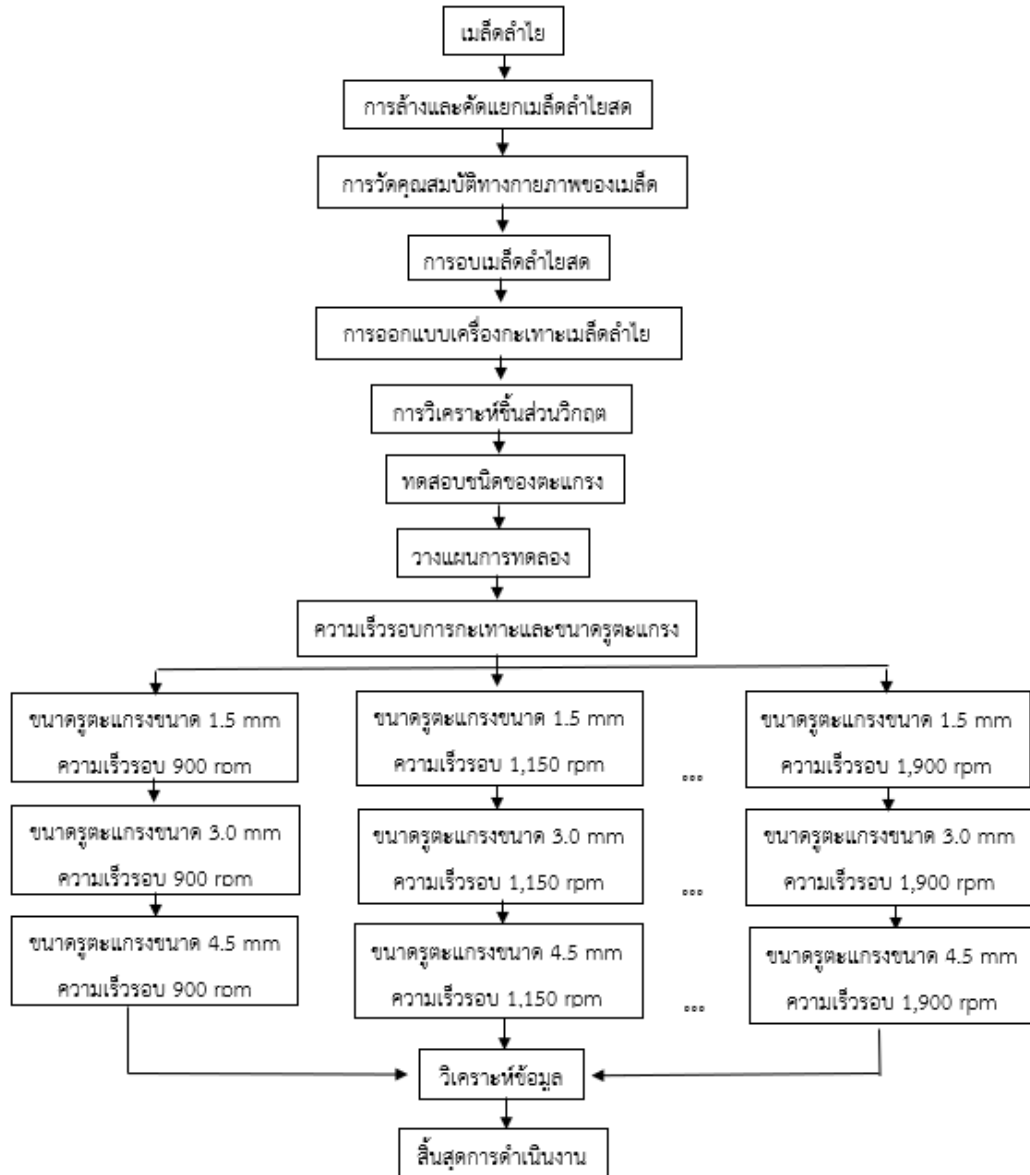 เมล็ดลำไย
การล้างและคัดแยกเมล็ดลำไยสด
การวัดคุณสมบัติทางกายภาพของเมล็ด
การอบเมล็ดลำไยสด
การออกแบบเครื่องกะเทาะเมล็ดลำไย
การวิเคราะห์ชิ้นส่วนวิกฤต
ทดสอบชนิดของตะแกรง
วางแผนการทดลอง
ความเร็วรอบการกะเทาะและขนาดรูตะแกรง
ขนาดรูตะแกรงขนาด 1.5 mm
ความเร็วรอบ 900 rpm
ขนาดรูตะแกรงขนาด 3.0 mm
ความเร็วรอบ 900 rpm
ขนาดรูตะแกรงขนาด 4.5 mm
ความเร็วรอบ 900 rpm
ขนาดรูตะแกรงขนาด 1.5 mm
ความเร็วรอบ 1,150 rpm
ขนาดรูตะแกรงขนาด 3.0 mm
ความเร็วรอบ 1,150 rpm
ขนาดรูตะแกรงขนาด 4.5 mm
ความเร็วรอบ 1,150 rpm
...
...
...
ขนาดรูตะแกรงขนาด 1.5 mm
ความเร็วรอบ 1,900 rpm
ขนาดรูตะแกรงขนาด 3.0 mm
ความเร็วรอบ 1,900 rpm
ขนาดรูตะแกรงขนาด 4.5 mm
ความเร็วรอบ 1,900 rpm
วิเคราะห์ข้อมูล
สิ้นสุดการดำเนินงาน